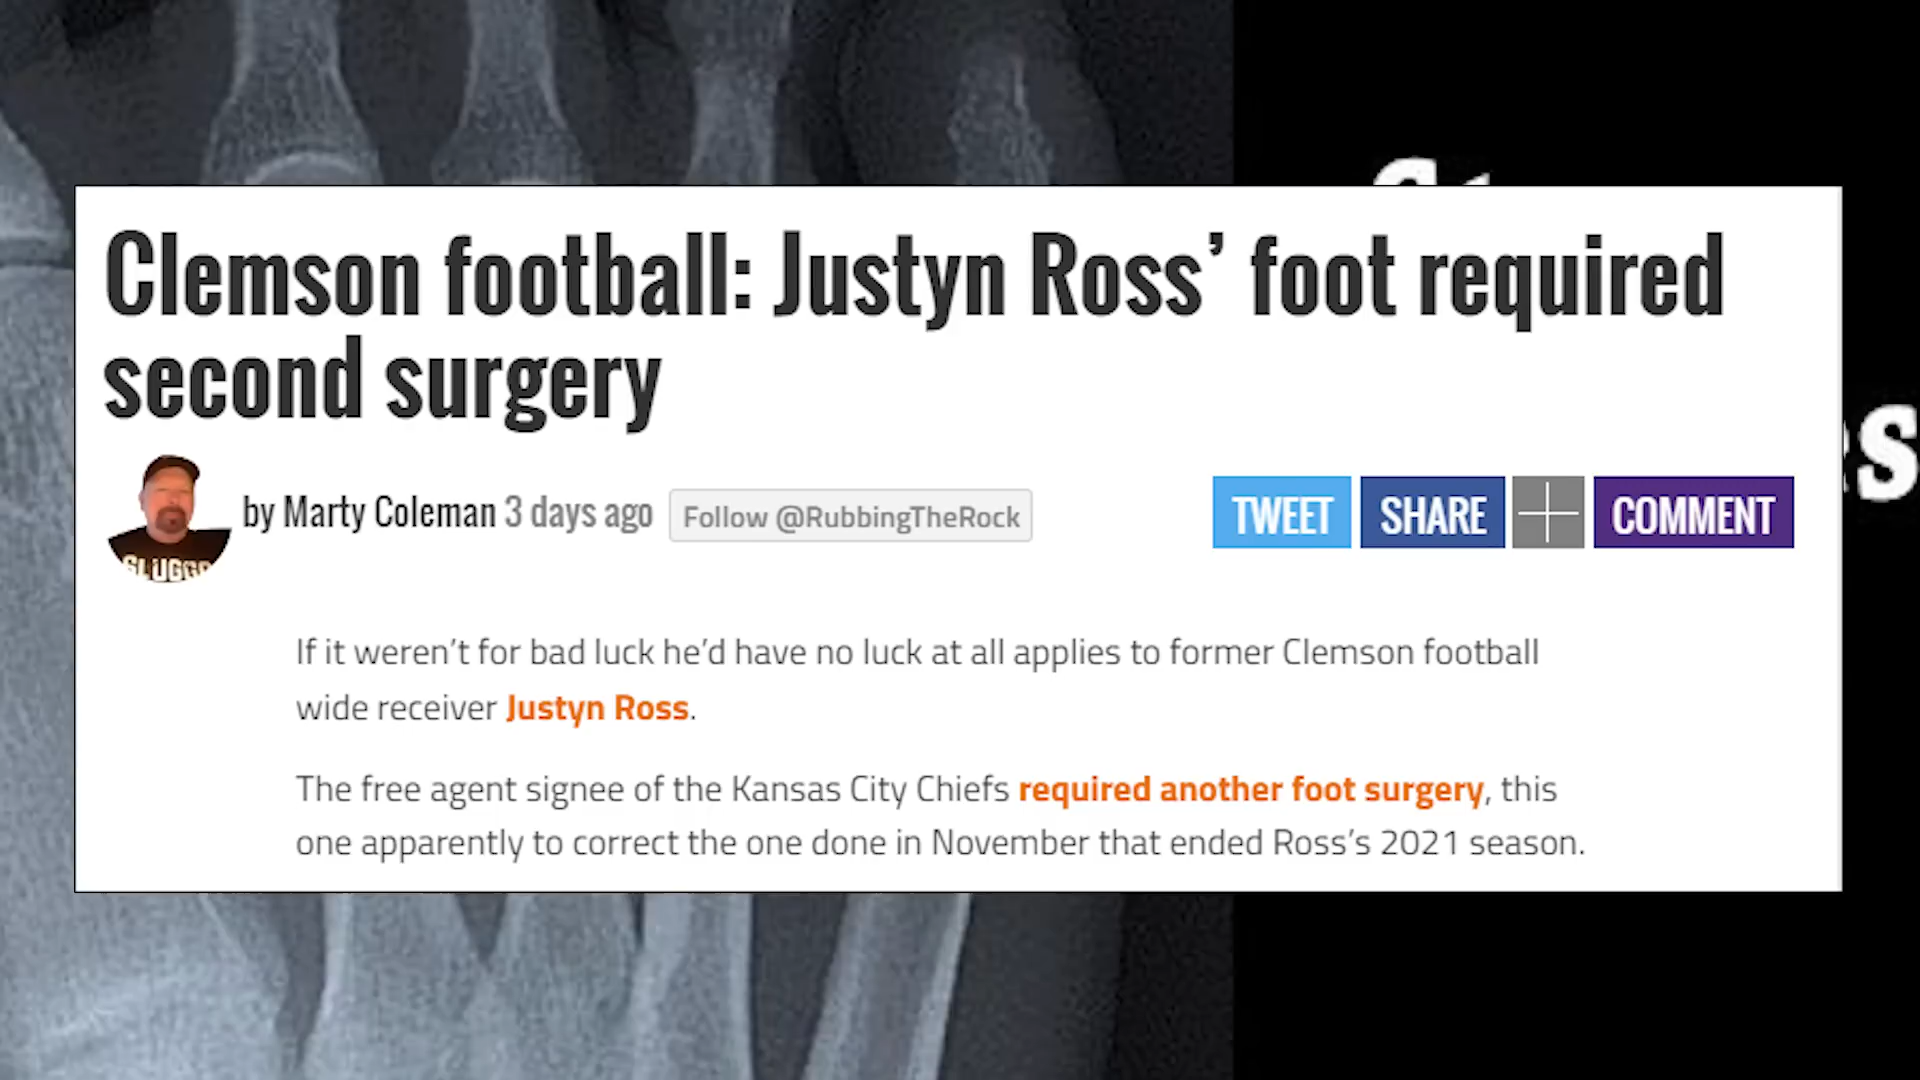 Clemson football: Justyn Ross’ foot required
second surgery
by Marty Coleman 3 days ago Follow @RubbingTheRock TWEET SHARE COMMENT
If it weren’t for bad luck he’d have no luck at all applies to former Clemson football
wide receiver Justyn Ross.
The free agent signee of the Kansas City Chiefs required another foot surgery, this
one apparently to correct the one done in November that ended Ross’s 2021 season.